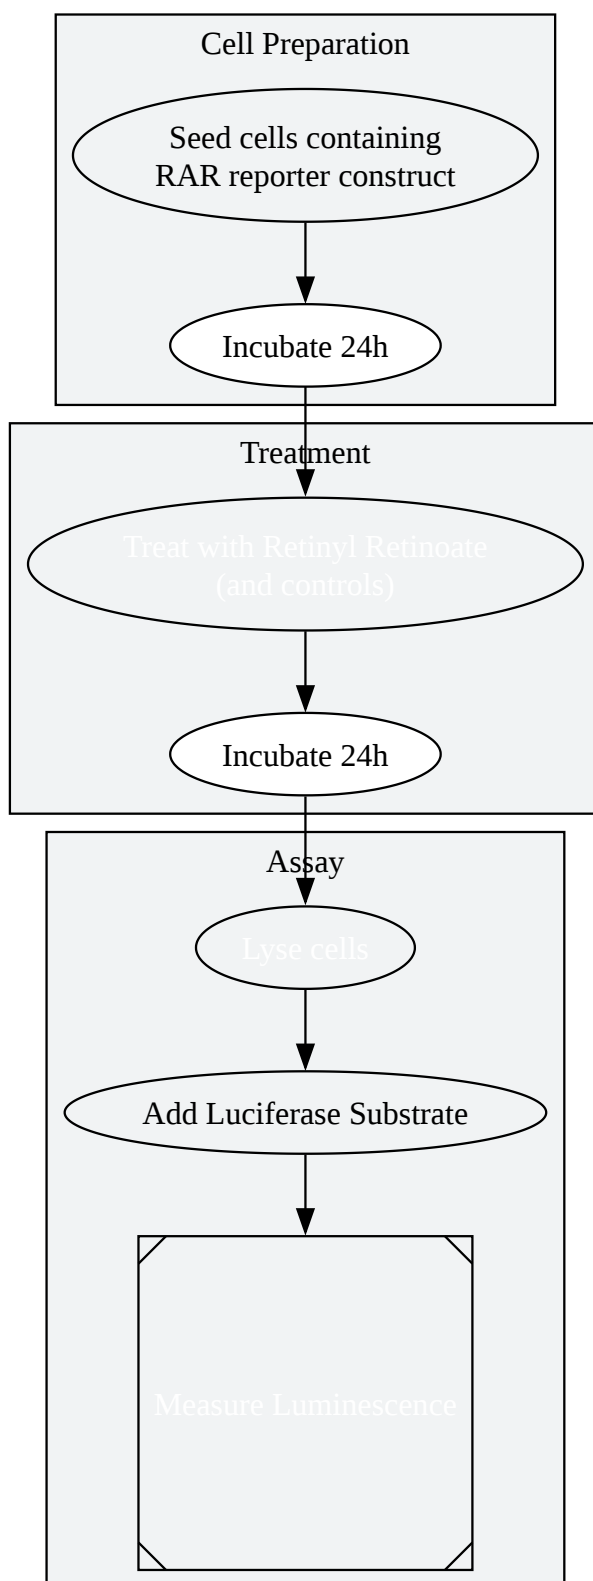 Cell Preparation
Seed cells containing
RAR reporter construct
Incubate 24h
Treatment
Treat with Retinyl Retinoate
(and controls)
Incubate 24h
Assay
Lyse cells
Add Luciferase Substrate
Measure Luminescence